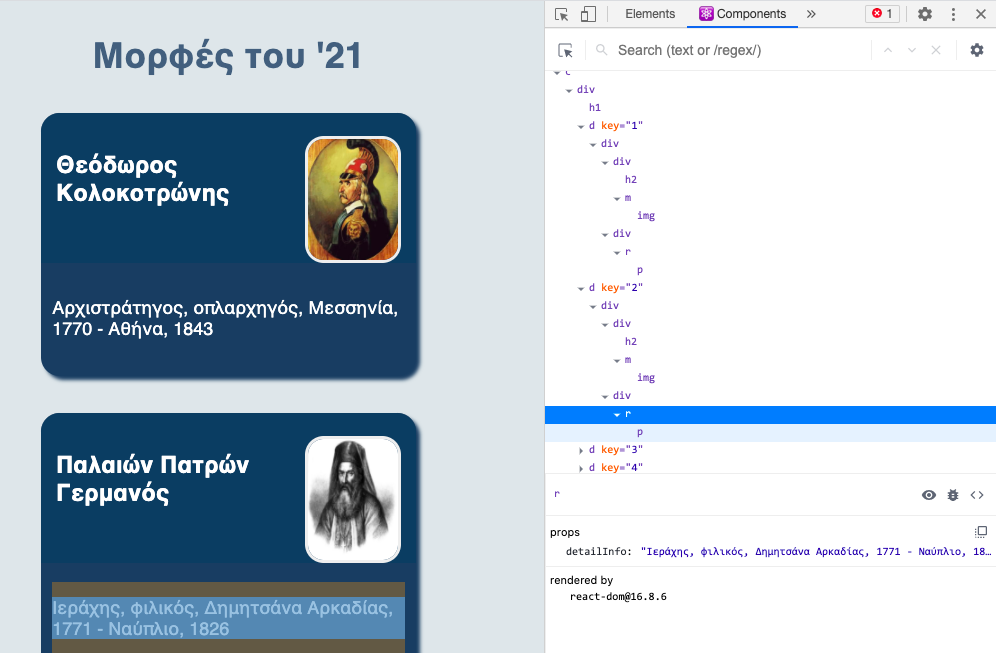 Μορφές του '21
Θεόδωρος
Κολοκοτρώνης
Αρχιστράτηγος, οπλαρχηγός, Μεσσηνία,
1770 - Αθήνα, 1843
Παλαιών Πατρών
Γερμανός
Ιεράχης, φιλικός, Δημητσάνα Αρκαδίας,
1771 - Ναύπλιο, 1826
Elements
Components
1
Search (text or /regex/)
c
div
h1
d key="1"
div
div
h2
m
img
div
r
p
d key="2"
div
div
h2
m
img
div
r
p
d key="3"
d key="4"
r
props
detailInfo: "Ιεράχης, φιλικός, Δημητσάνα Αρκαδίας, 1771 - Ναύπλιο, 18…
rendered by
react-dom@16.8.6